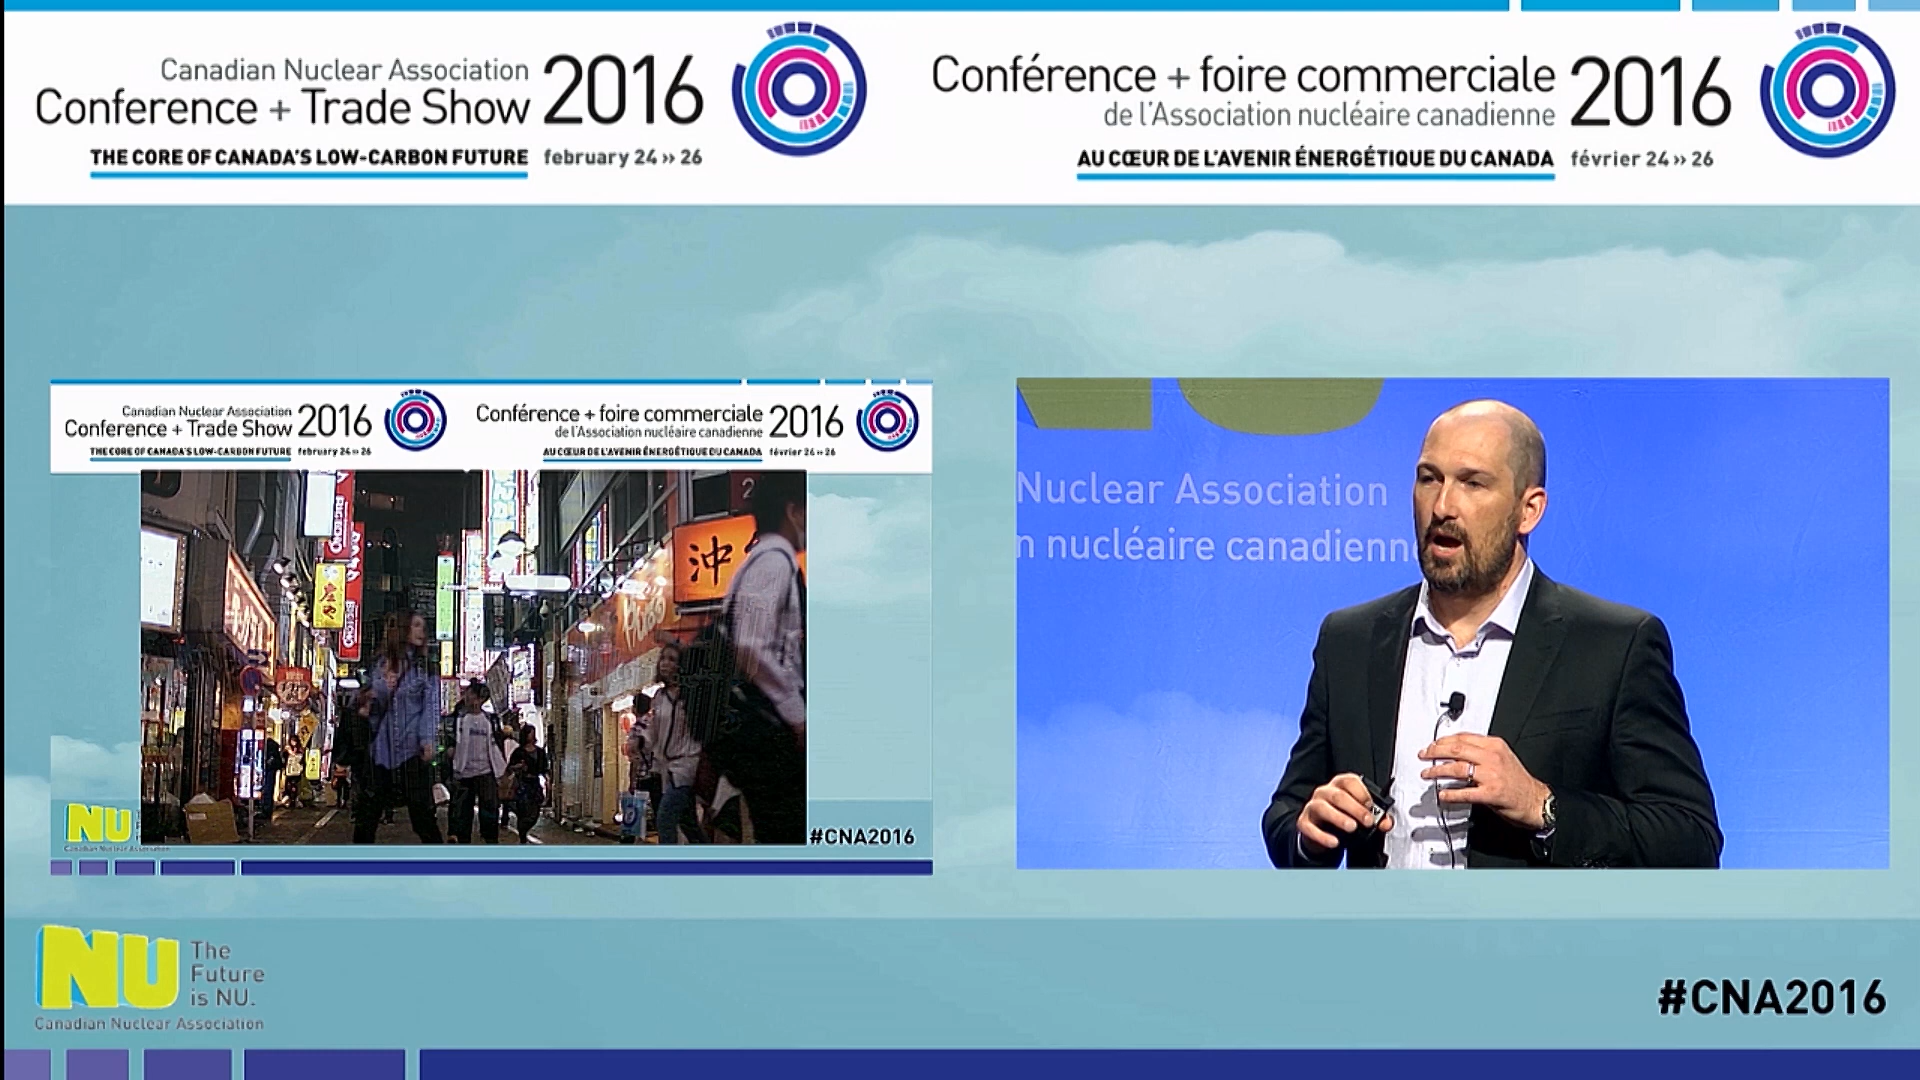 Canadian Nuclear Association
Conference + Trade Show 2016
THE CORE OF CANADA'S LOW-CARBON FUTURE february 24 ›› 26
Conférence + foire commerciale 2016
de l'Association nucléaire canadienne
AU CŒUR DE L'AVENIR ÉNERGÉTIQUE DU CANADA février 24 ›› 26
Canadian Nuclear Association
Conference + Trade Show 2016
THE CORE OF CANADA'S LOW-CARBON FUTURE february 24 ›› 26
Conférence + foire commerciale 2016
de l'Association nucléaire canadienne
AU CŒUR DE L'AVENIR ÉNERGÉTIQUE DU CANADA février 24 ›› 26
2
沖
NU
Canadian Nuclear Association
#CNA2016
Nuclear Association
n nucléaire canadienn
NU The
Future
is NU.
Canadian Nuclear Association
#CNA2016